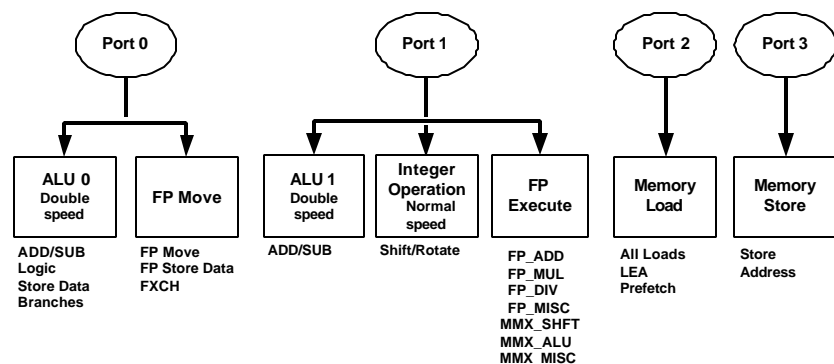 Port 0
Port 1
Port 2
Port 3
ALU 0
Double
speed
FP Move
ALU 1
Double
speed
Integer
Operation
Normal
speed
FP
Execute
Memory
Load
Memory
Store
ADD/SUB
Logic
Store Data
Branches
FP Move
FP Store Data
FXCH
ADD/SUB
Shift/Rotate
FP_ADD
FP_MUL
FP_DIV
FP_MISC
MMX_SHFT
MMX_ALU
MMX_MISC
All Loads
LEA
Prefetch
Store
Address